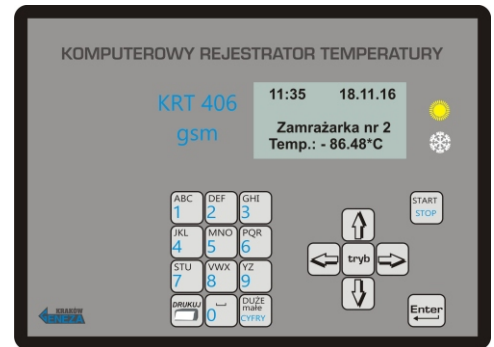 KOMPUTEROWY REJESTRATOR TEMPERATURY
KRT 406
gsm
11:35 18.11.16
Zamrażarka nr 2
Temp.: - 86.48*C
ABC DEF GHI
1 2 3
JKL MNO PQR
4 5 6
STU VWX YZ
7 8 9
DRUKUJ 0 DUŻE
małe
CYFRY
START
STOP
tryb
Enter
KRAKÓW